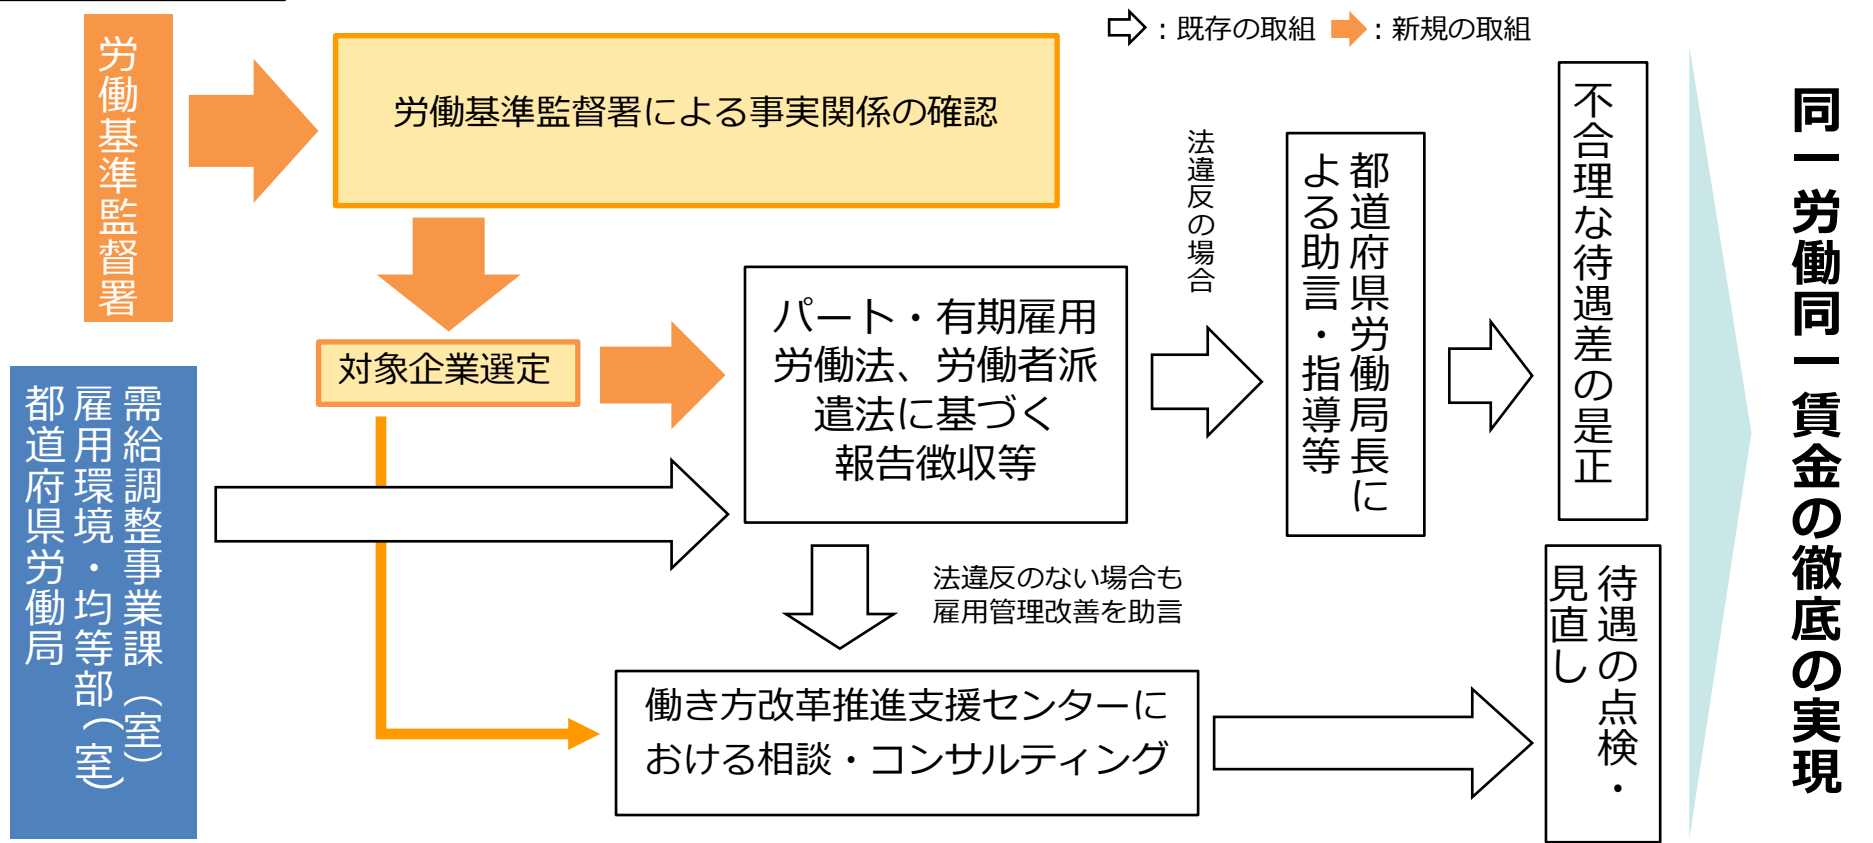 ：既存の取組
：新規の取組
労働基準監督署
労働基準監督署による事実関係の確認
対象企業選定
都道府県労働局
雇用環境・均等部（室）
需給調整事業課（室）
パート・有期雇用
労働法、労働者派
遣法に基づく
報告徴収等
法違反の場合
都道府県労働局長に
よる助言・指導等
不合理な待遇差の是正
法違反のない場合も
雇用管理改善を助言
働き方改革推進支援センターに
おける相談・コンサルティング
待遇の点検・
見直し
同一労働同一賃金の徹底の実現